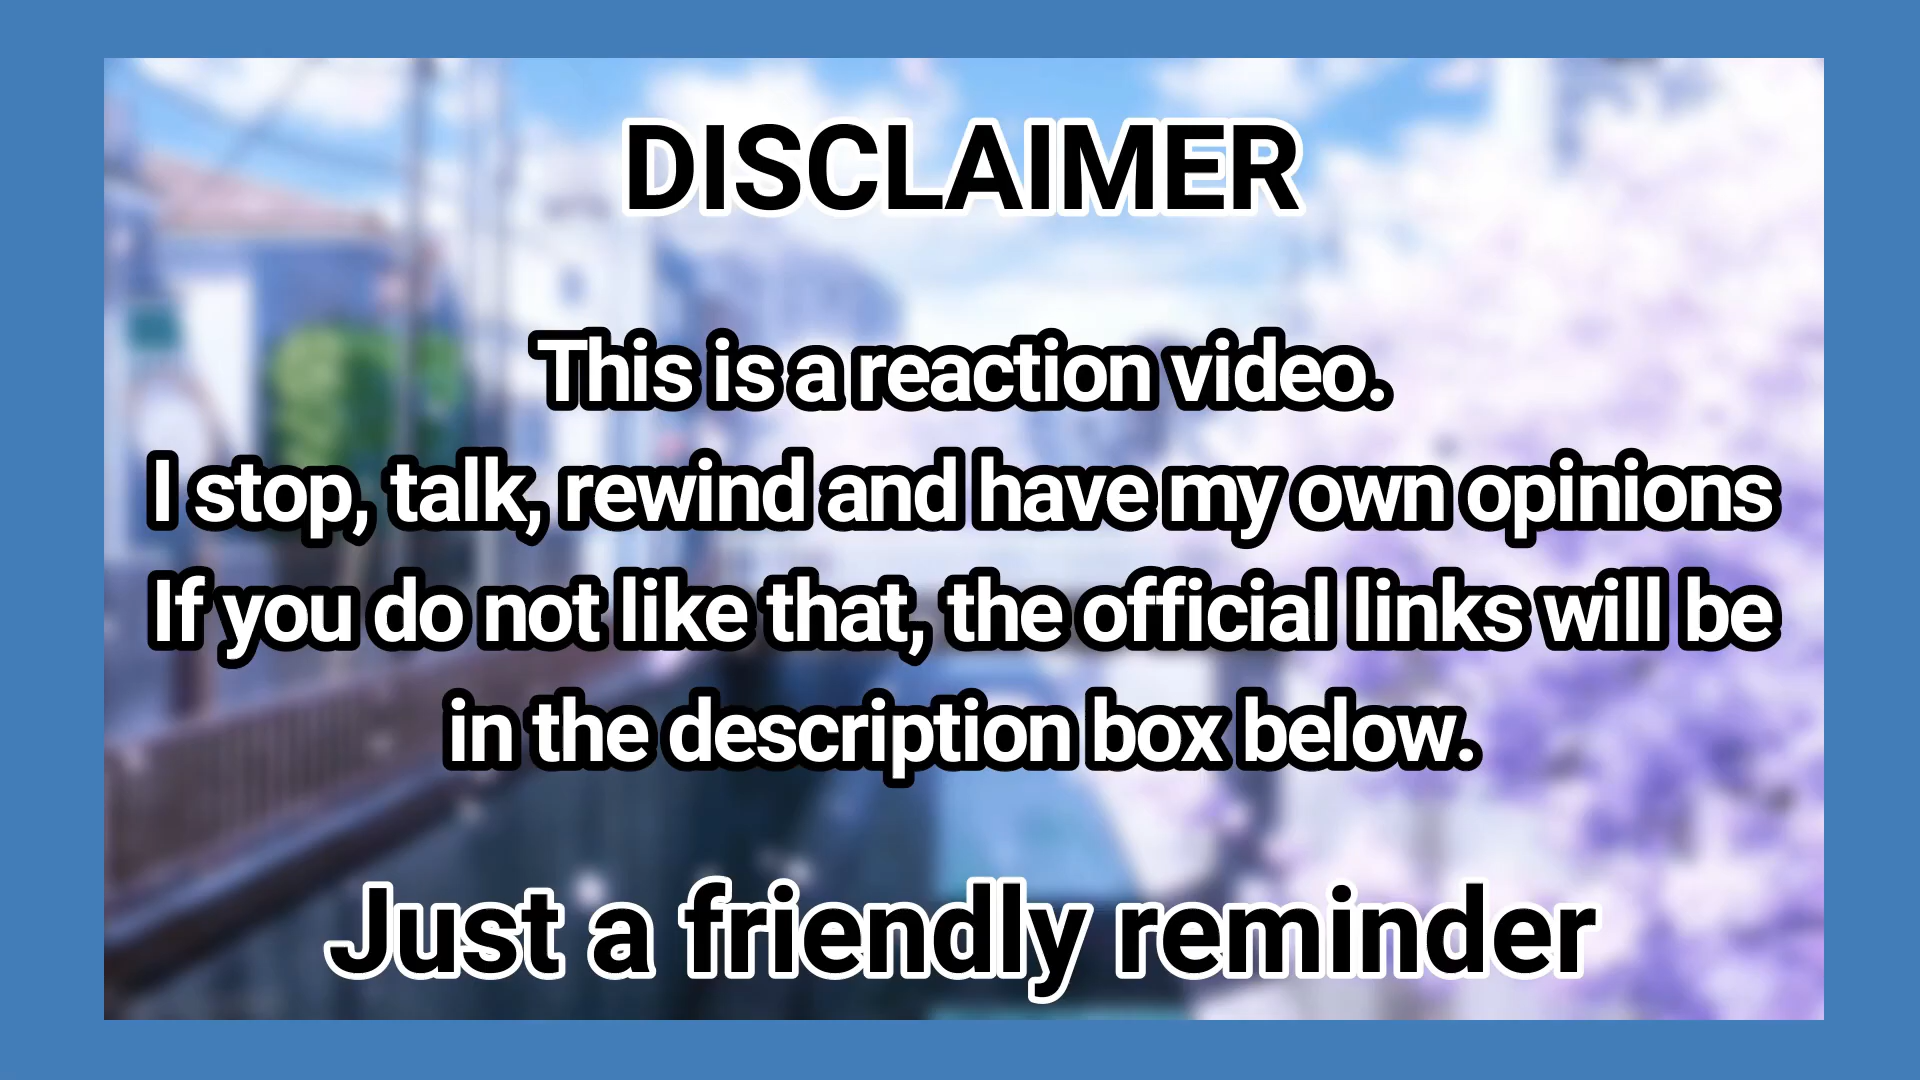 DISCLAIMER
This is a reaction video.
I stop, talk, rewind and have my own opinions
If you do not like that, the official links will be
in the description box below.
Just a friendly reminder